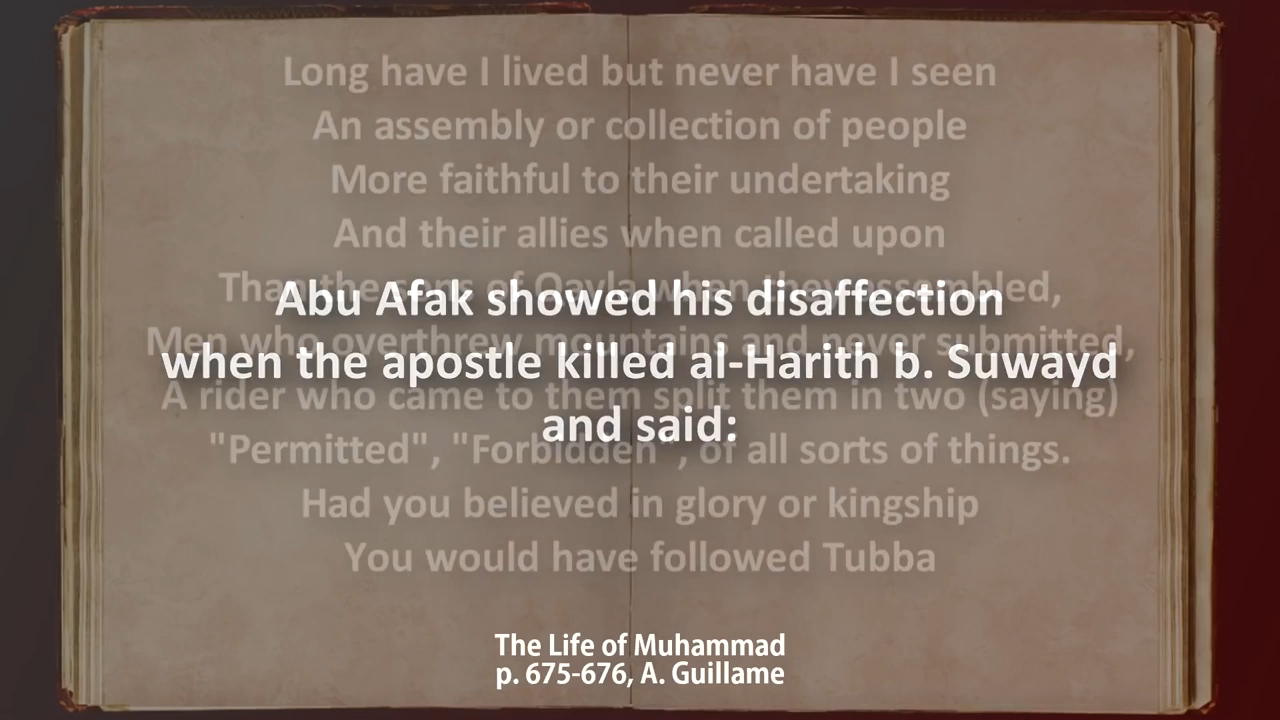 Long have I lived but never have I seen
An assembly or collection of people
More faithful to their undertaking
And their allies when called upon
Than the sons of Qayla when they assembled,
Men who overthrew mountains and never submitted,
A rider who came to them split them in two (saying)
"Permitted", "Forbidden", of all sorts of things.
Had you believed in glory or kingship
You would have followed Tubba
Abu Afak showed his disaffection
when the apostle killed al-Harith b. Suwayd
and said:
The Life of Muhammad
p. 675-676, A. Guillame